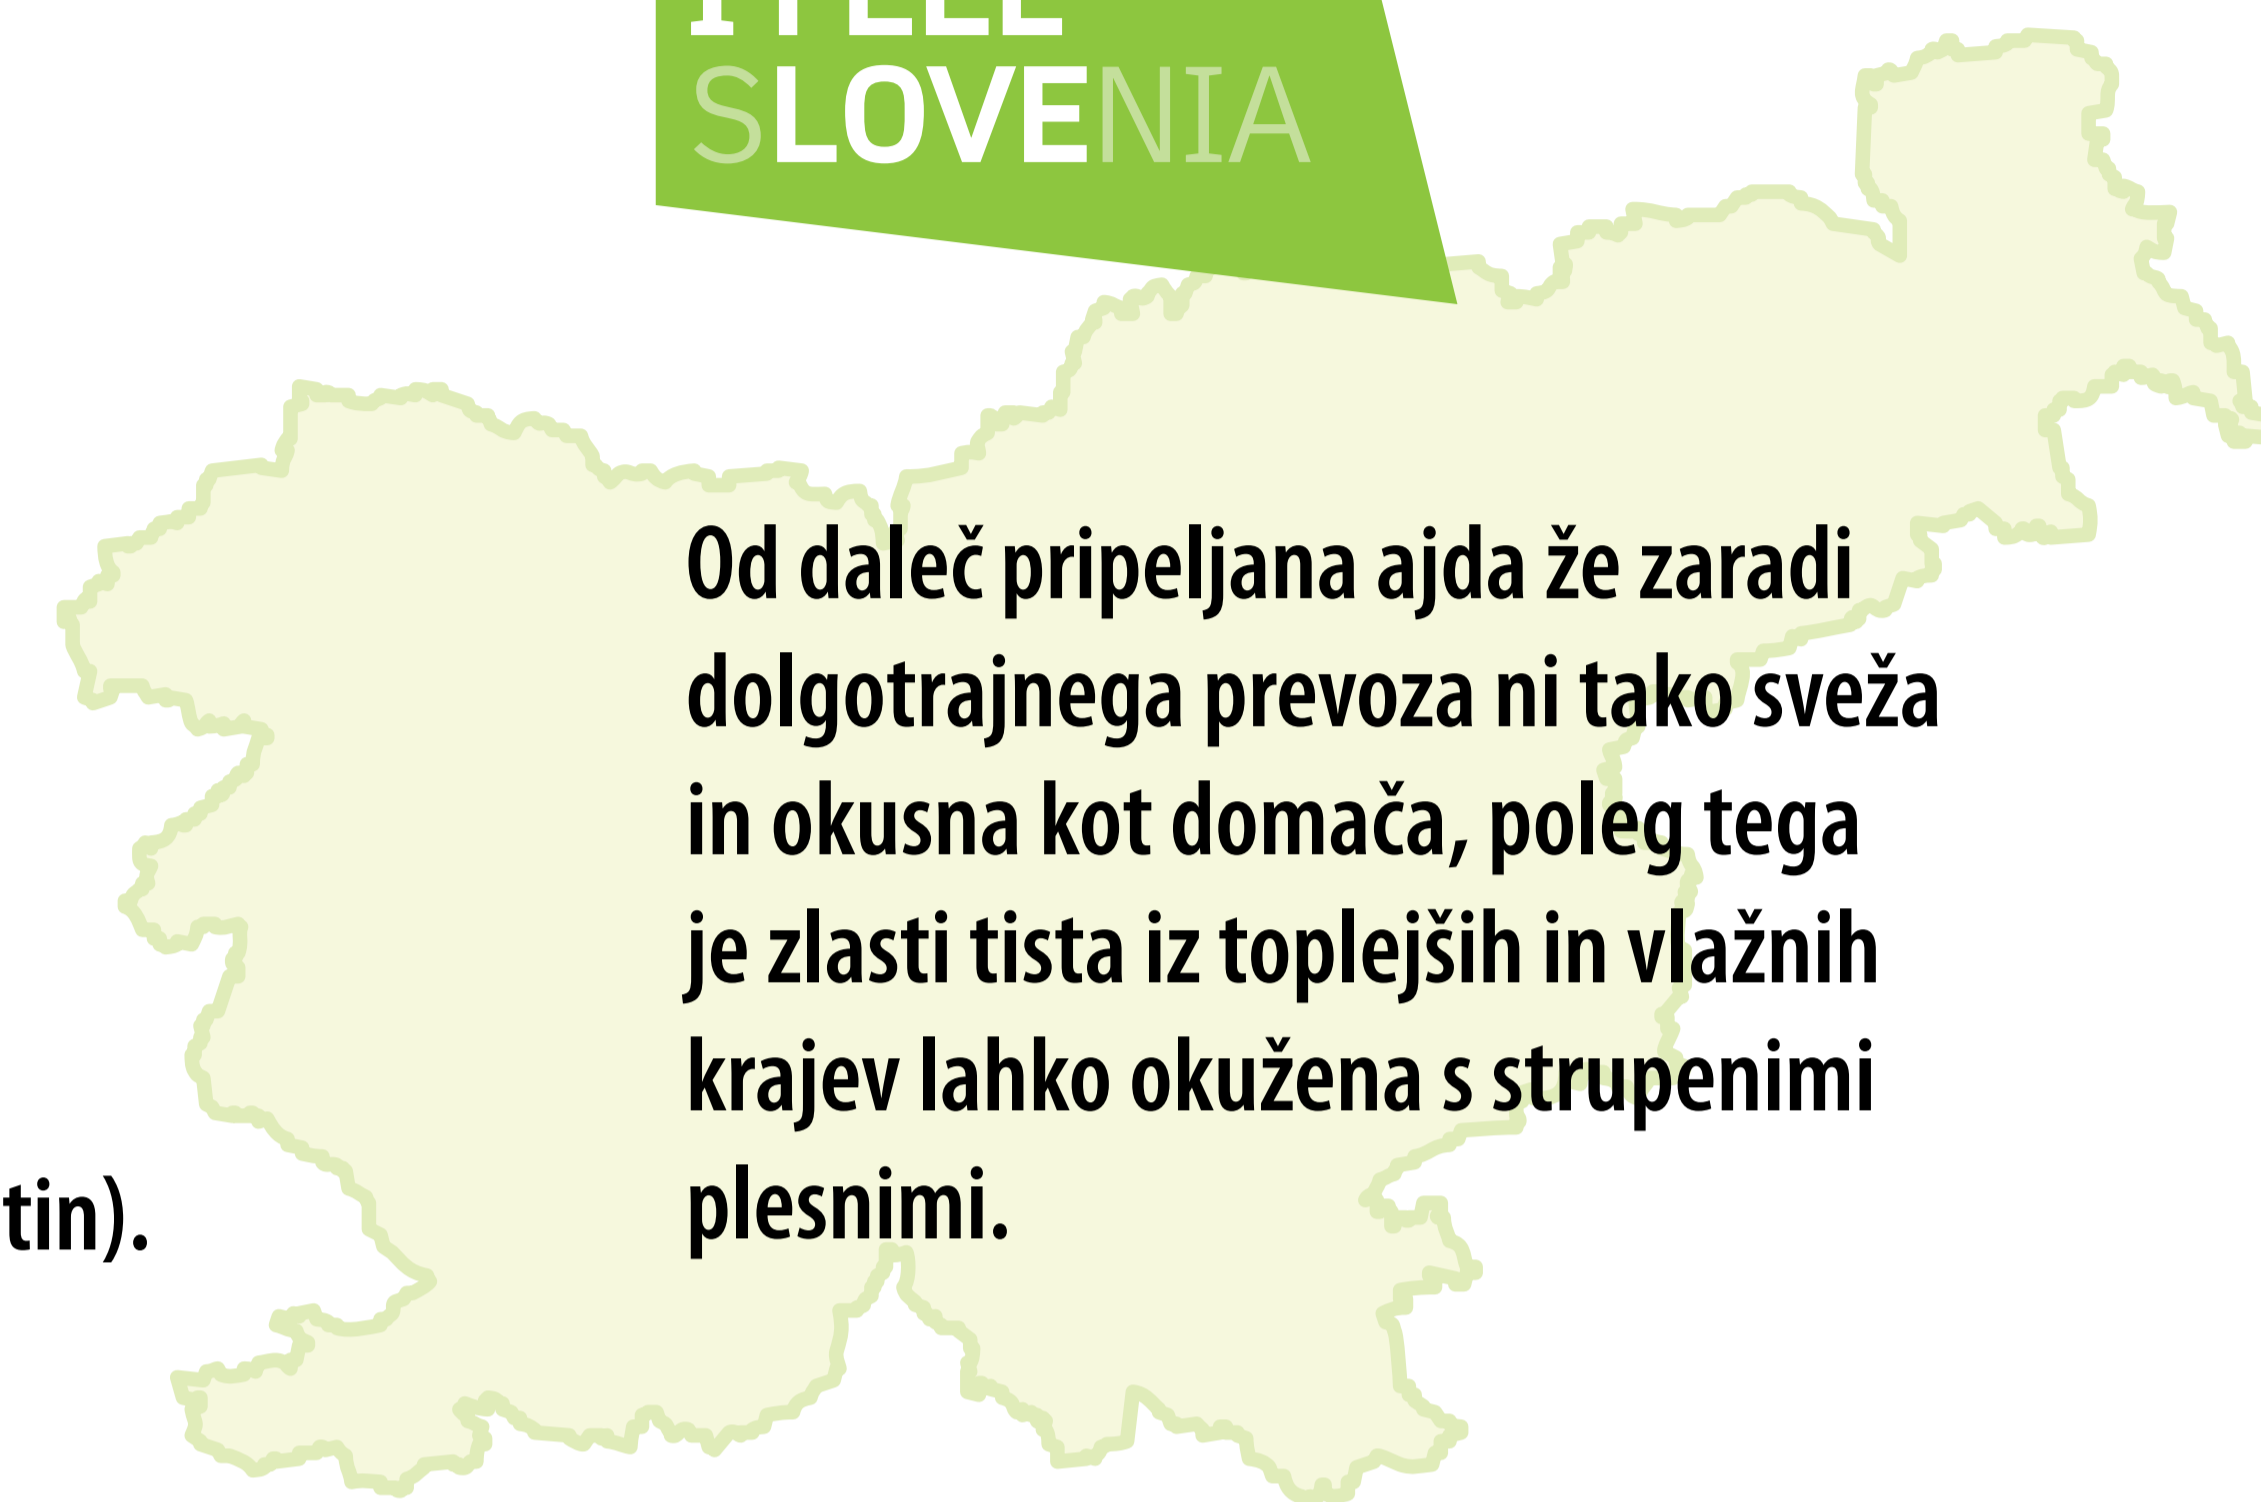 SLOVENIA
Od daleč pripeljana ajda že zaradi
dolgotrajnega prevoza ni tako sveža
in okusna kot domača, poleg tega
je zlasti tista iz toplejših in vlažnih
krajev lahko okužena s strupenimi
plesnimi.
tin).